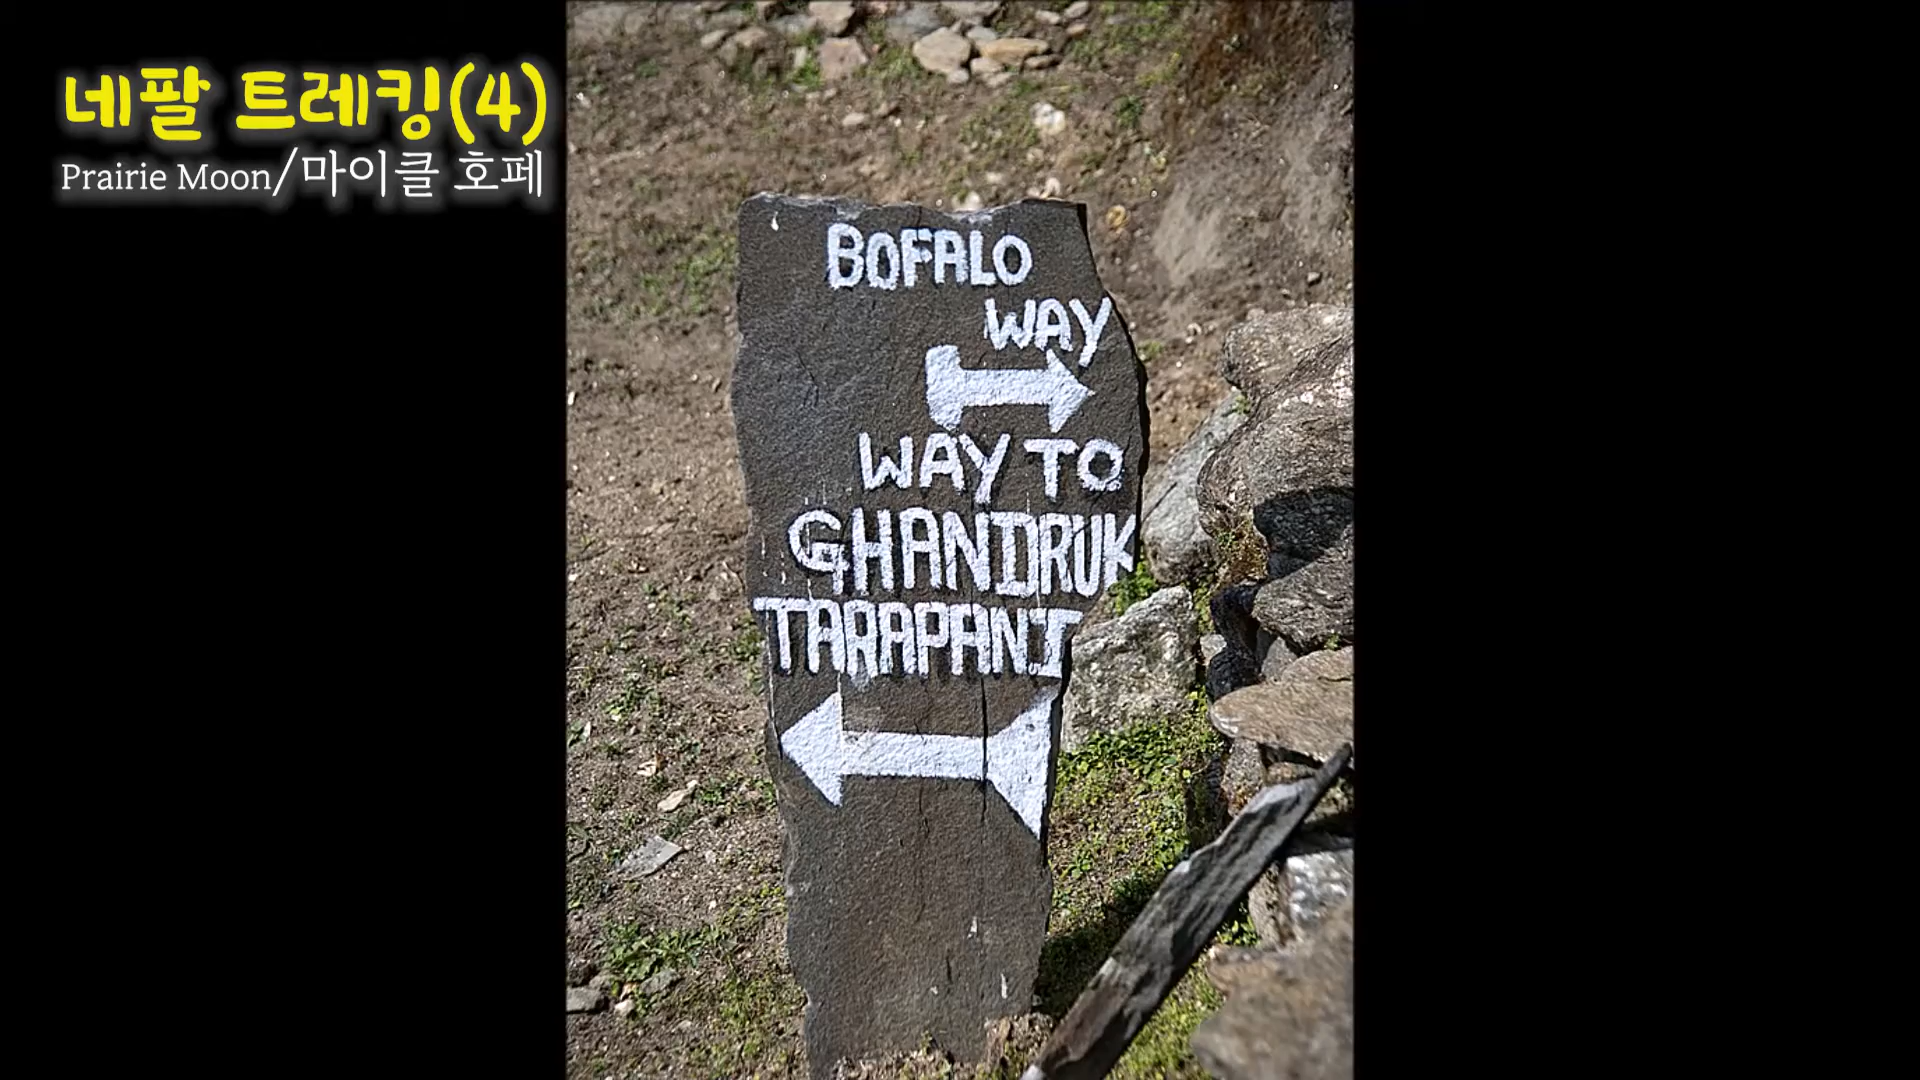 네팔 트레킹(4)
Prairie Moon/마이클 호페
BOFALO
WAY
WAY TO
GHANDRUK
TARAPANI